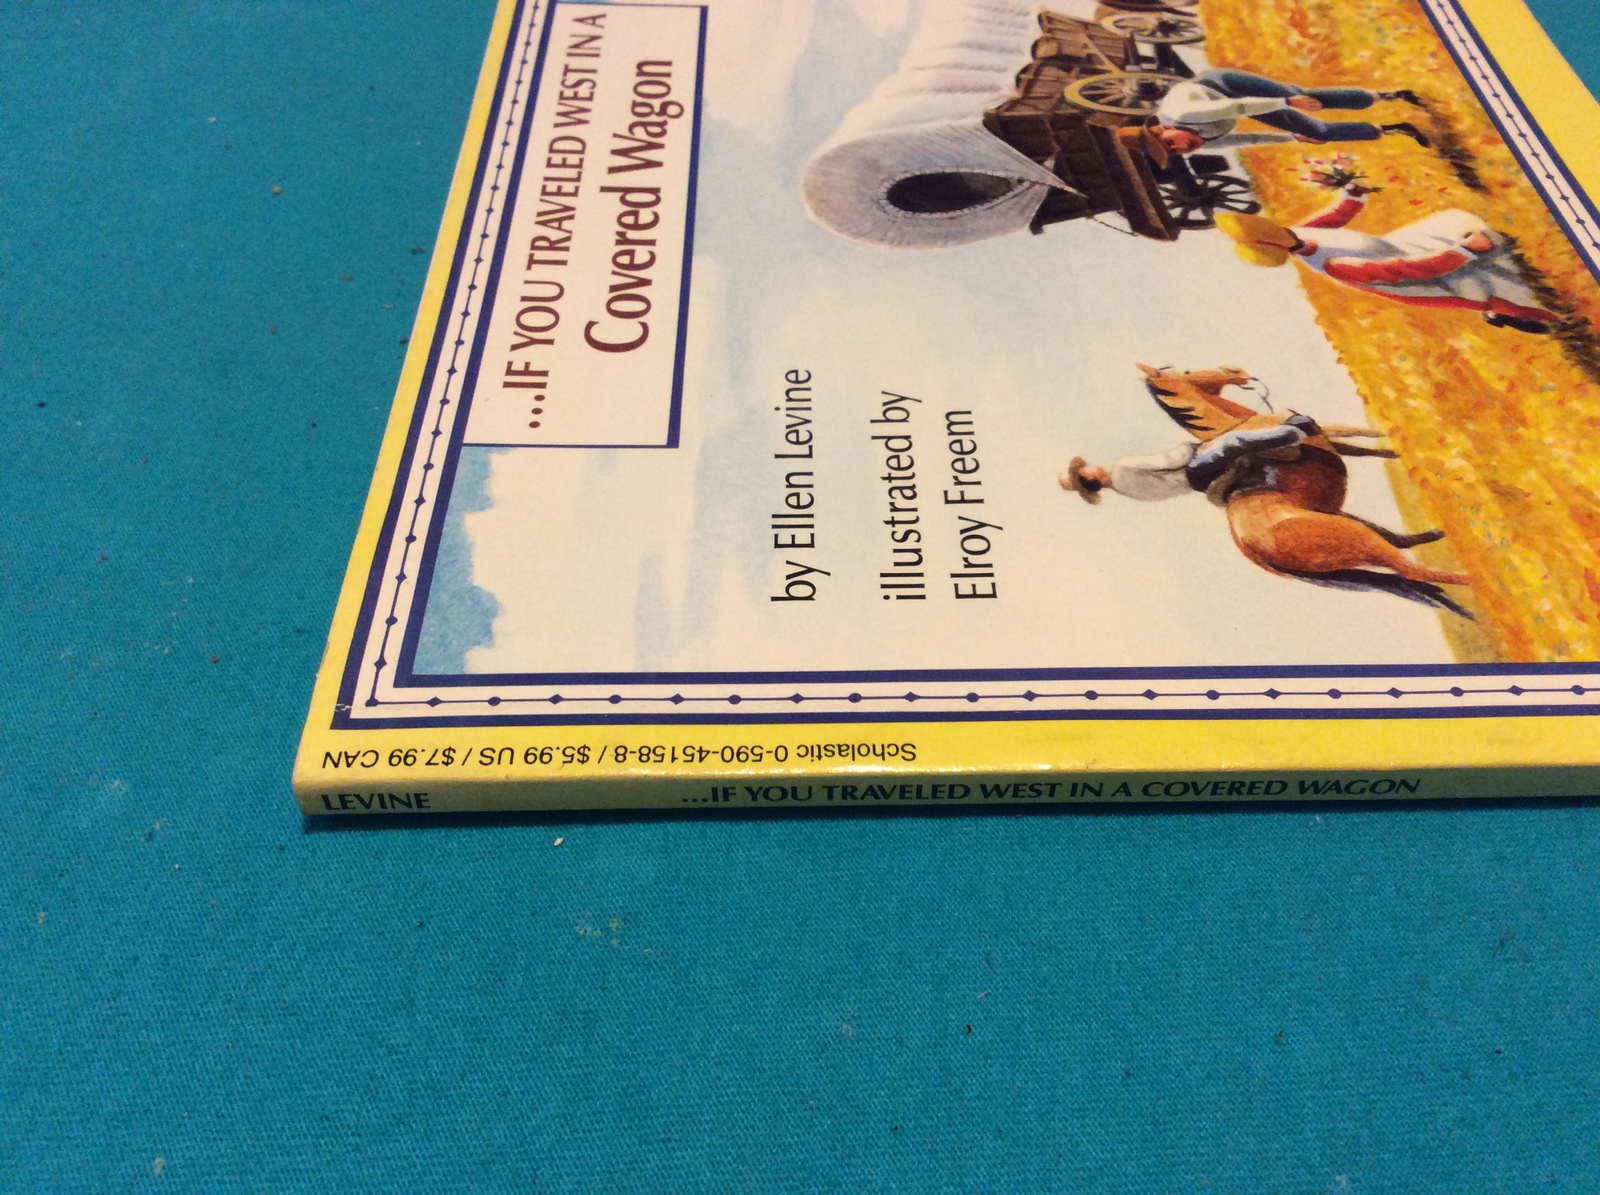 ...IF YOU TRAVELED WEST IN A
Covered Wagon
by Ellen Levine
illustrated by
Elroy Freem
Scholastic 0-590-45158-8 / $5.99 US / $7.99 CAN
LEVINE ...IF YOU TRAVELED WEST IN A COVERED WAGON